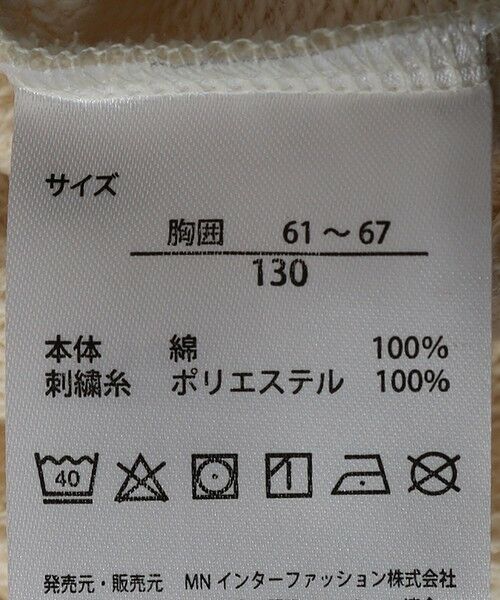 サイズ
胸囲 61～67
130
本体 綿 100%
刺繍糸 ポリエステル 100%
40
発売元・販売元 MNインターファッション株式会社